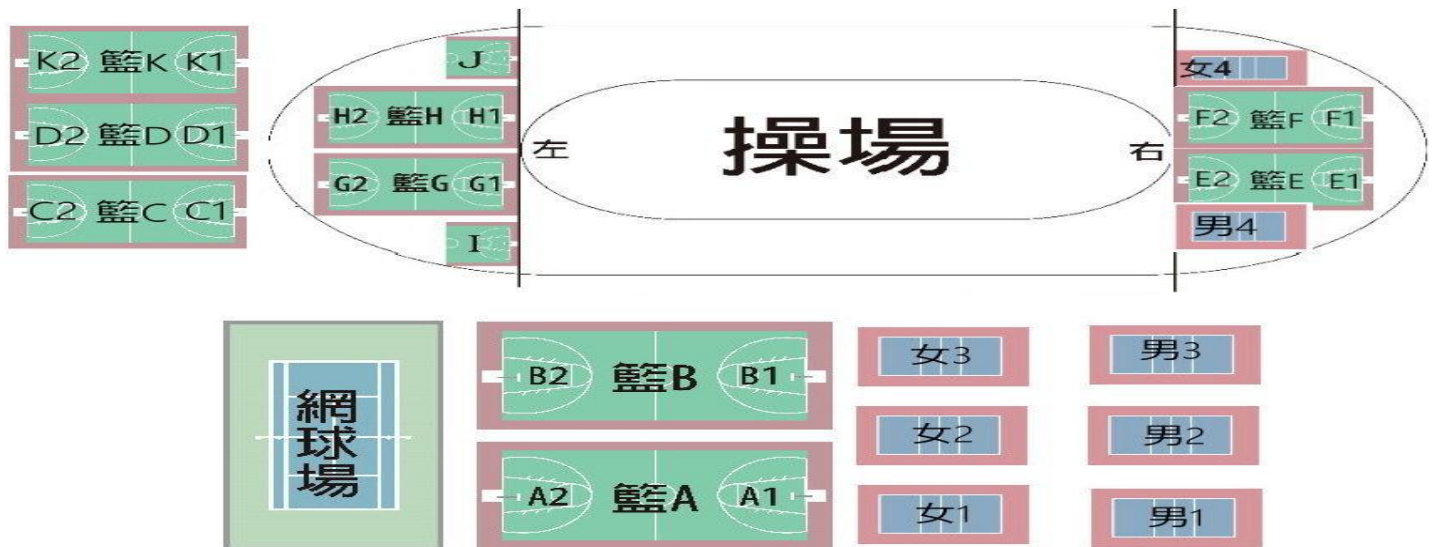 K2 籃K K1
D2 籃D D1
C2 籃C C1
J
H2 籃H H1
G2 籃G G1
I
左
操場
右
女4
F2 籃F F1
E2 籃E E1
男4
網球場
B2 籃B B1
A2 籃A A1
女3
男3
女2
男2
女1
男1